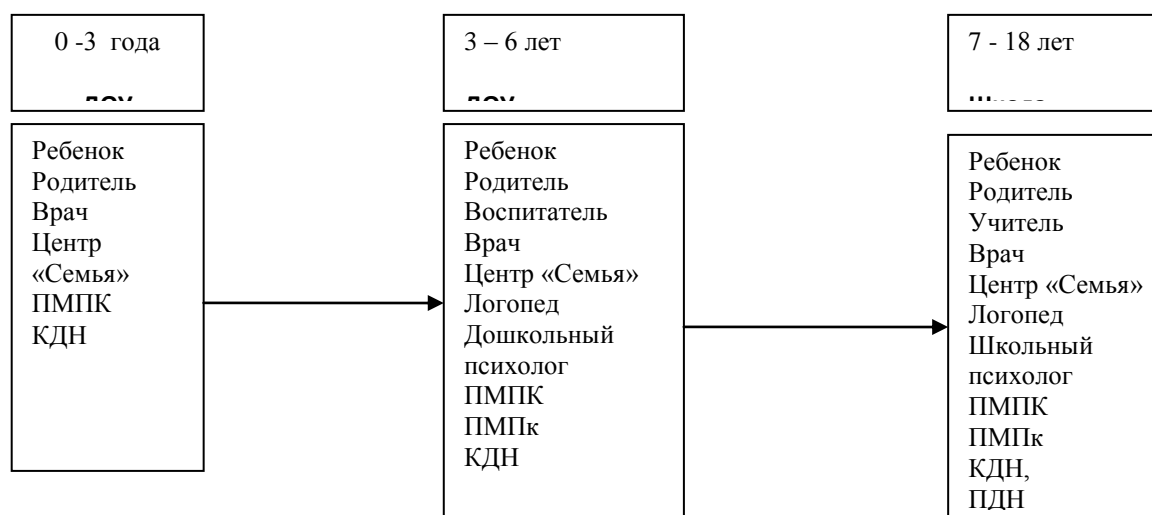 0 -3 года
Ребенок
Родитель
Врач
Центр
«Семья»
ПМПК
КДН
3 – 6 лет
Ребенок
Родитель
Воспитатель
Врач
Центр «Семья»
Логопед
Дошкольный
психолог
ПМПК
ПМПк
КДН
7 - 18 лет
Ребенок
Родитель
Учитель
Врач
Центр «Семья»
Логопед
Школьный
психолог
ПМПК
ПМПк
КДН,
ПДН